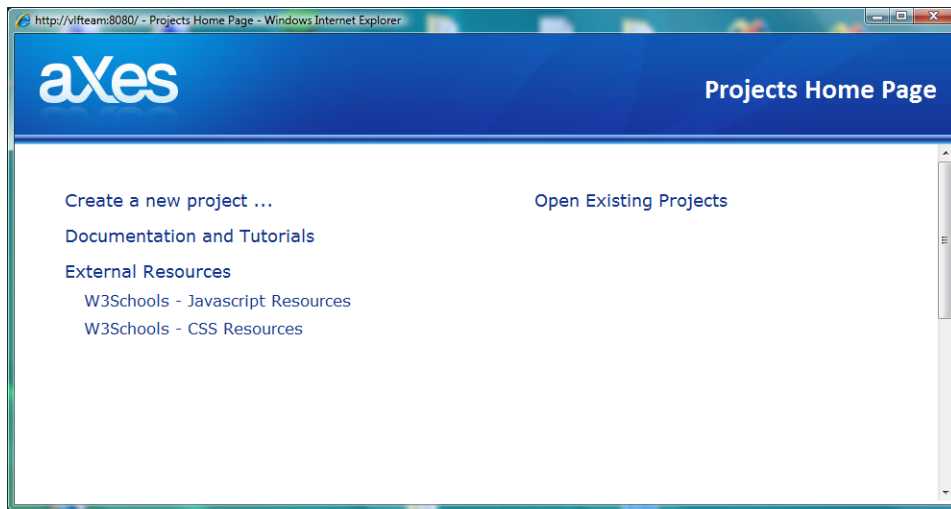 http://vlfteam:8080/ - Projects Home Page - Windows Internet Explorer
aXes
Projects Home Page
Create a new project ...
Open Existing Projects
Documentation and Tutorials
External Resources
W3Schools - Javascript Resources
W3Schools - CSS Resources